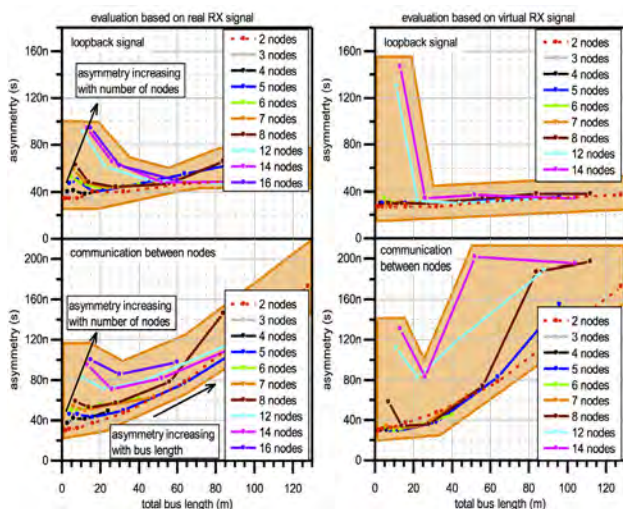 evaluation based on real RX signal
evaluation based on virtual RX signal
160n
120n
80n
40n
0
asymmetry (s)
loopback signal
asymmetry increasing
with number of nodes
2 nodes
3 nodes
4 nodes
5 nodes
6 nodes
7 nodes
8 nodes
12 nodes
14 nodes
16 nodes
160n
120n
80n
40n
0
asymmetry (s)
loopback signal
2 nodes
3 nodes
4 nodes
5 nodes
6 nodes
7 nodes
8 nodes
12 nodes
14 nodes
200n
160n
120n
80n
40n
0
asymmetry (s)
communication between nodes
asymmetry increasing
with number of nodes
asymmetry increasing
with bus length
2 nodes
3 nodes
4 nodes
5 nodes
6 nodes
7 nodes
8 nodes
12 nodes
14 nodes
16 nodes
0 20 40 60 80 100 120
total bus length (m)
200n
160n
120n
80n
40n
0
asymmetry (s)
communication
between nodes
2 nodes
3 nodes
4 nodes
5 nodes
6 nodes
7 nodes
8 nodes
12 nodes
14 nodes
0 20 40 60 80 100 120
total bus length (m)